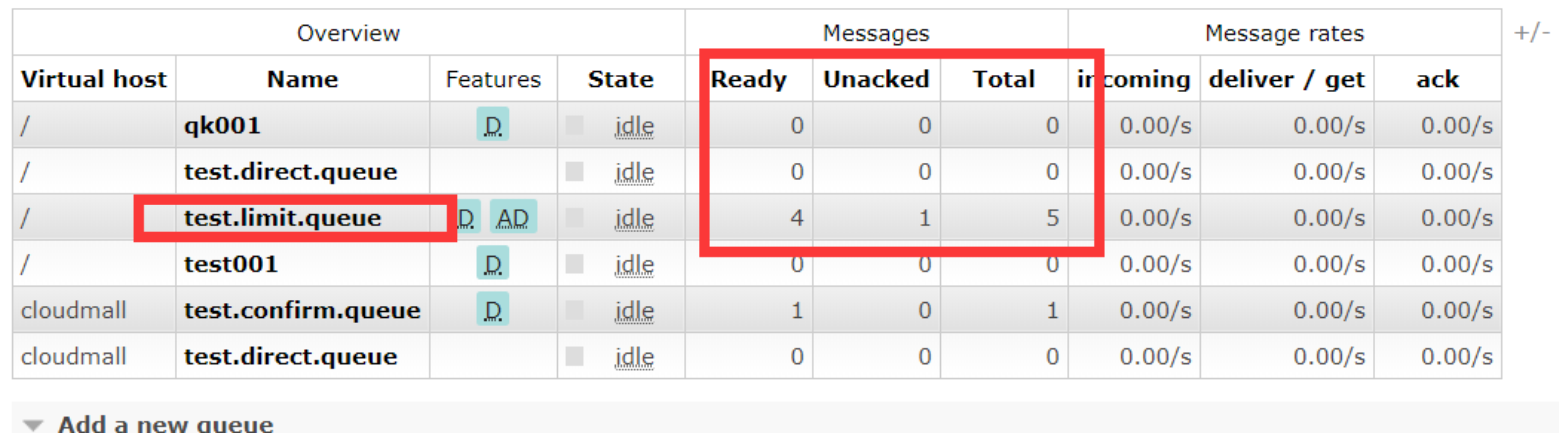 Overview Messages Message rates +/-
Virtual host Name Features State Ready Unacked Total incoming deliver / get ack
/ qk001 D idle 0 0 0 0.00/s 0.00/s 0.00/s
/ test.direct.queue idle 0 0 0 0.00/s 0.00/s 0.00/s
/ test.limit.queue D AD idle 4 1 5 0.00/s 0.00/s 0.00/s
/ test001 D idle 0 0 0 0.00/s 0.00/s 0.00/s
cloudmall test.confirm.queue D idle 1 0 1 0.00/s 0.00/s 0.00/s
cloudmall test.direct.queue idle 0 0 0 0.00/s 0.00/s 0.00/s
Add a new queue